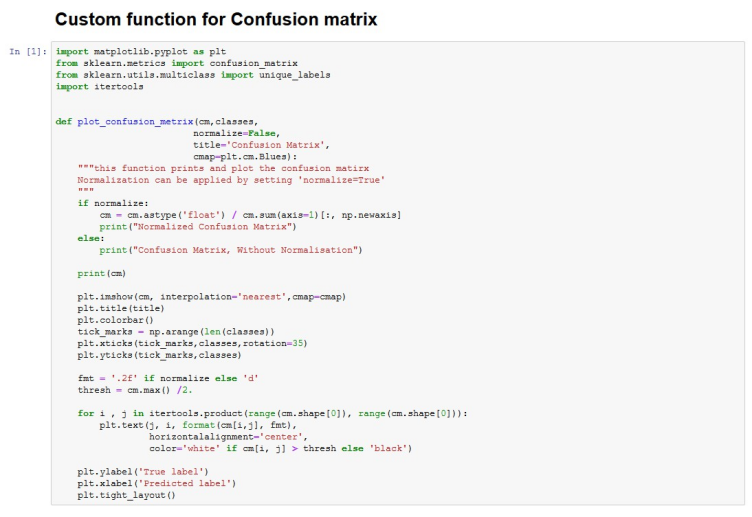 Custom function for Confusion matrix
In [1]: import matplotlib.pyplot as plt
from sklearn.metrics import confusion_matrix
from sklearn.utils.multiclass import unique_labels
import itertools
def plot_confusion_metrix(cm,classes,
normalize=False,
title='Confusion Matrix',
cmap=plt.cm.Blues):
"""this function prints and plot the confusion matirx
Normalization can be applied by setting 'normalize=True'
"""
if normalize:
cm = cm.astype('float') / cm.sum(axis=1)[:, np.newaxis]
print("Normalized Confusion Matrix")
else:
print("Confusion Matrix, Without Normalisation")
print(cm)
plt.imshow(cm, interpolation='nearest',cmap=cmap)
plt.title(title)
plt.colorbar()
tick_marks = np.arange(len(classes))
plt.xticks(tick_marks,classes,rotation=35)
plt.yticks(tick_marks,classes)
fmt = '.2f' if normalize else 'd'
thresh = cm.max() /2.
for i , j in itertools.product(range(cm.shape[0]), range(cm.shape[0])):
plt.text(j, i, format(cm[i,j], fmt),
horizontalalignment='center',
color='white' if cm[i, j] > thresh else 'black')
plt.ylabel('True label')
plt.xlabel('Predicted label')
plt.tight_layout()